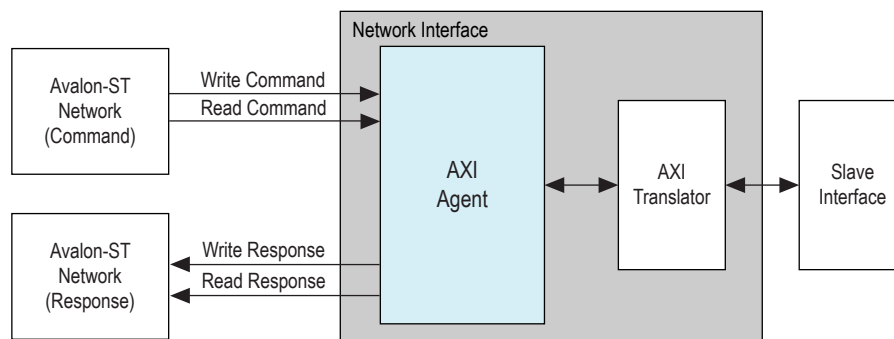 Network Interface
Avalon-ST
Network
(Command)
Write Command
Read Command
AXI
Agent
AXI
Translator
Slave
Interface
Avalon-ST
Network
(Response)
Write Response
Read Response